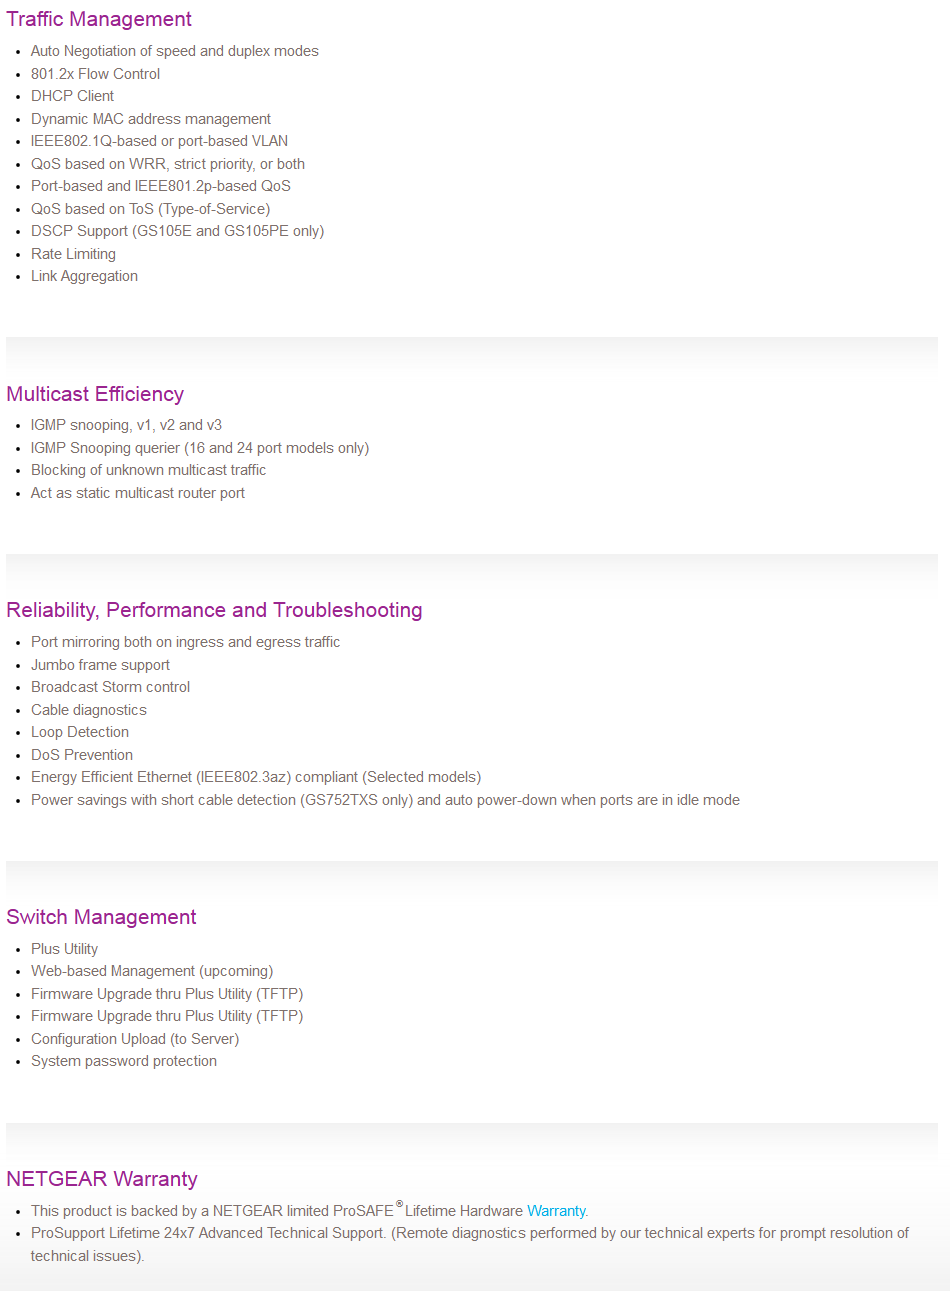 Traffic Management
Auto Negotiation of speed and duplex modes
801.2x Flow Control
DHCP Client
Dynamic MAC address management
IEEE802.1Q-based or port-based VLAN
QoS based on WRR, strict priority, or both
Port-based and IEEE801.2p-based QoS
QoS based on ToS (Type-of-Service)
DSCP Support (GS105E and GS105PE only)
Rate Limiting
Link Aggregation
Multicast Efficiency
IGMP snooping, v1, v2 and v3
IGMP Snooping querier (16 and 24 port models only)
Blocking of unknown multicast traffic
Act as static multicast router port
Reliability, Performance and Troubleshooting
Port mirroring both on ingress and egress traffic
Jumbo frame support
Broadcast Storm control
Cable diagnostics
Loop Detection
DoS Prevention
Energy Efficient Ethernet (IEEE802.3az) compliant (Selected models)
Power savings with short cable detection (GS752TXS only) and auto power-down when ports are in idle mode
Switch Management
Plus Utility
Web-based Management (upcoming)
Firmware Upgrade thru Plus Utility (TFTP)
Firmware Upgrade thru Plus Utility (TFTP)
Configuration Upload (to Server)
System password protection
NETGEAR Warranty
This product is backed by a NETGEAR limited ProSAFE® Lifetime Hardware Warranty.
ProSupport Lifetime 24x7 Advanced Technical Support. (Remote diagnostics performed by our technical experts for prompt resolution of
technical issues).